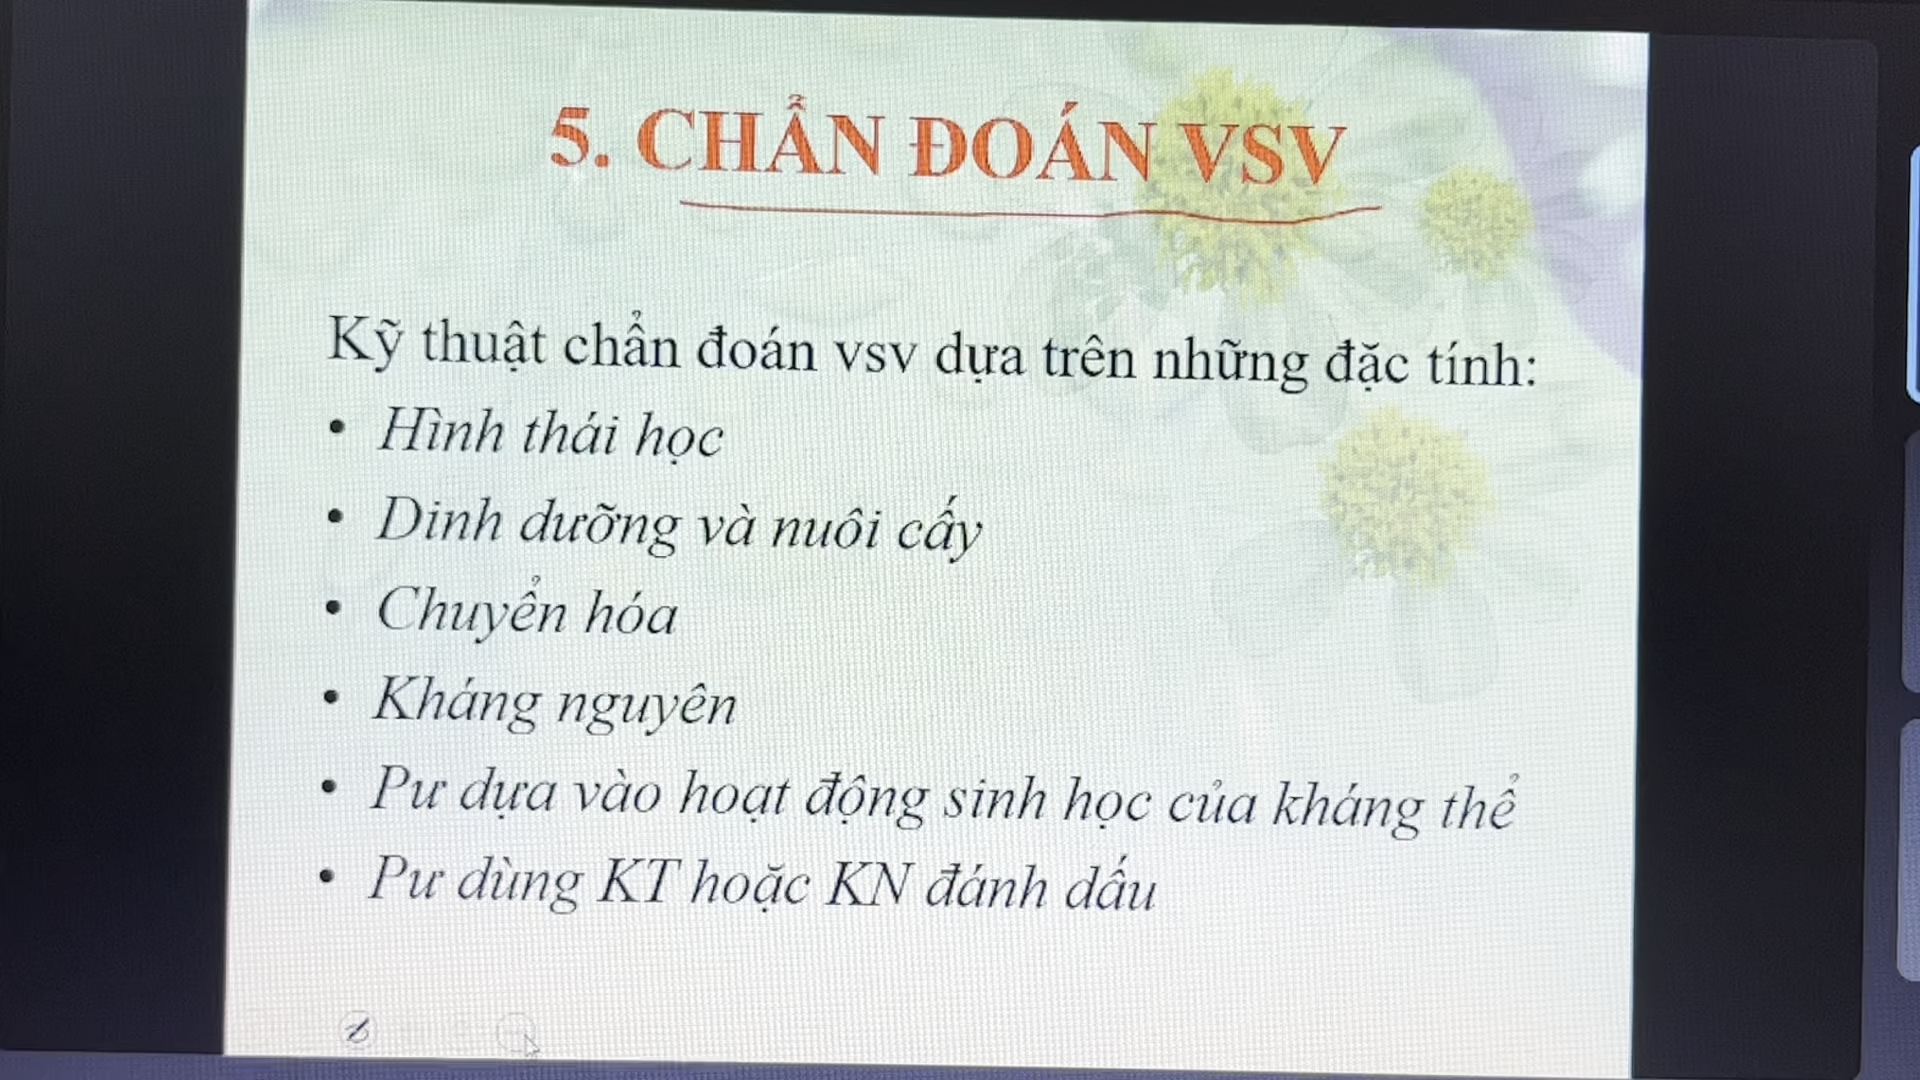 5. CHẨN ĐOÁN VSV
Kỹ thuật chẩn đoán vsv dựa trên những đặc tính:
• Hình thái học
• Dinh dưỡng và nuôi cấy
• Chuyển hóa
• Kháng nguyên
• Pư dựa vào hoạt động sinh học của kháng thể
• Pư dùng KT hoặc KN đánh dấu